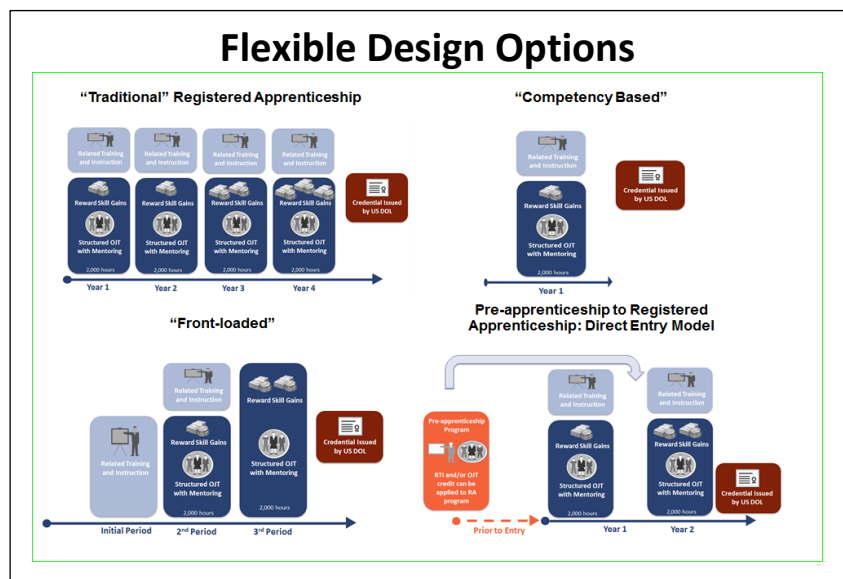 Flexible Design Options
“Traditional” Registered Apprenticeship
Related Training
and Instruction
Related Training
and Instruction
Related Training
and Instruction
Related Training
and Instruction
Reward Skill Gains
Reward Skill Gains
Reward Skill Gains
Reward Skill Gains
Structured OJT
with Mentoring
Structured OJT
with Mentoring
Structured OJT
with Mentoring
Structured OJT
with Mentoring
2,000 hours
2,000 hours
2,000 hours
2,000 hours
Credential Issued
by US DOL
Year 1
Year 2
Year 3
Year 4
“Competency Based”
Related Training
and Instruction
Reward Skill Gains
Structured OJT
with Mentoring
2,000 hours
Credential Issued
by US DOL
Year 1
“Front-loaded”
Related Training
and Instruction
Related Training
and Instruction
Reward Skill Gains
Structured OJT
with Mentoring
2,000 hours
Reward Skill Gains
Structured OJT
with Mentoring
2,000 hours
Credential Issued
by US DOL
Initial Period
2nd Period
3rd Period
Pre-apprenticeship to Registered
Apprenticeship: Direct Entry Model
Pre-apprenticeship
Program
RTI and/or OJT
credit can be
applied to RA
program
Related Training
and Instruction
Reward Skill Gains
Structured OJT
with Mentoring
2,000 hours
Related Training
and Instruction
Reward Skill Gains
Structured OJT
with Mentoring
2,000 hours
Credential Issued
by US DOL
Prior to Entry
Year 1
Year 2